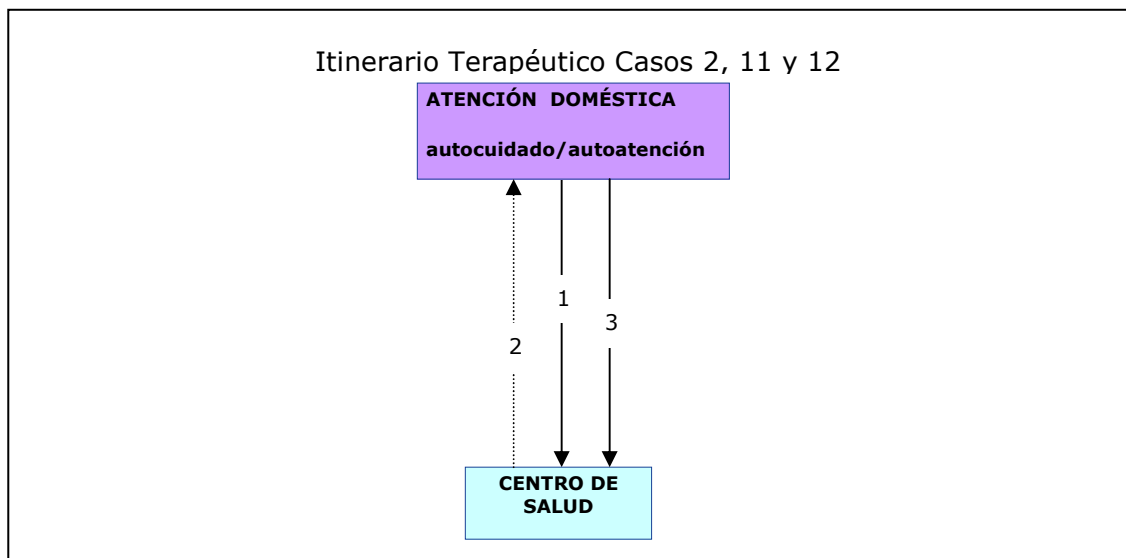 Itinerario Terapéutico Casos 2, 11 y 12
ATENCIÓN DOMÉSTICA
autocuidado/autoatención
1
3
2
CENTRO DE
SALUD